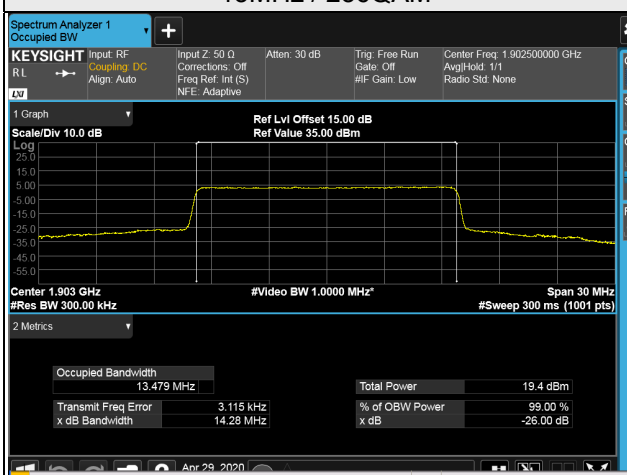 Spectrum Analyzer 1
Occupied BW
+
KEYSIGHT Input: RF
RL Coupling: DC
Align: Auto
LXI
Input Z: 50 Ω
Corrections: Off
Freq Ref: Int (S)
NFE: Adaptive
Atten: 30 dB
Trig: Free Run
Gate: Off
#IF Gain: Low
Center Freq: 1.902500000 GHz
Avg|Hold: 1/1
Radio Std: None
1 Graph
Scale/Div 10.0 dB
Ref Lvl Offset 15.00 dB
Ref Value 35.00 dBm
Log
25.0
15.0
5.00
-5.00
-15.0
-25.0
-35.0
-45.0
-55.0
Center 1.903 GHz
#Res BW 300.00 kHz
#Video BW 1.0000 MHz*
Span 30 MHz
#Sweep 300 ms (1001 pts)
2 Metrics
Occupied Bandwidth
13.479 MHz
Transmit Freq Error 3.115 kHz
x dB Bandwidth 14.28 MHz
Total Power 19.4 dBm
% of OBW Power 99.00 %
x dB -26.00 dB
Apr 29, 2020